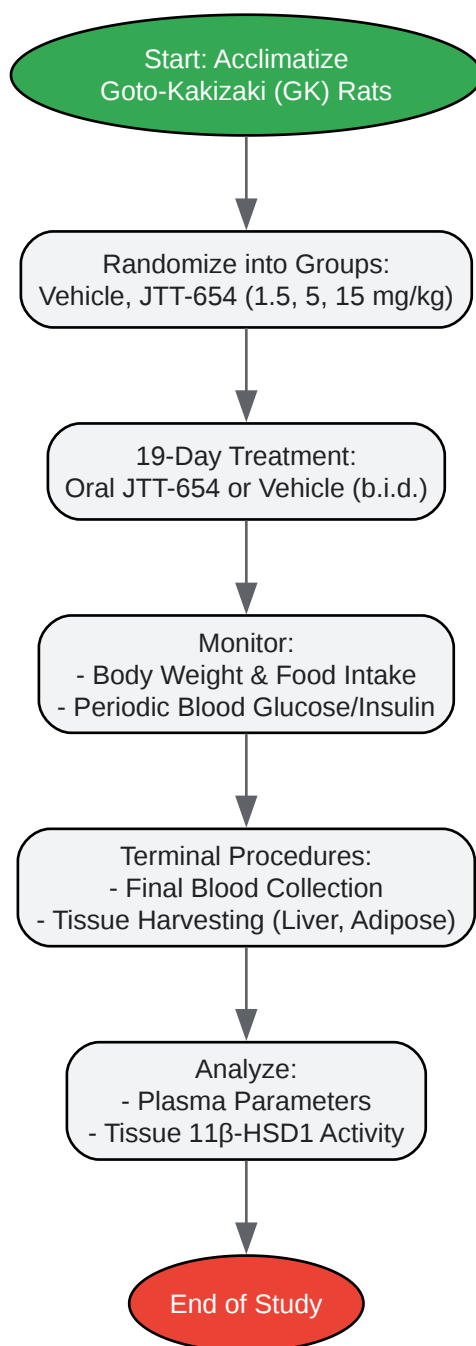 Start: Acclimatize
Goto-Kakizaki (GK) Rats
Randomize into Groups:
Vehicle, JTT-654 (1.5, 5, 15 mg/kg)
19-Day Treatment:
Oral JTT-654 or Vehicle (b.i.d.)
Monitor:
- Body Weight & Food Intake
- Periodic Blood Glucose/Insulin
Terminal Procedures:
- Final Blood Collection
- Tissue Harvesting (Liver, Adipose)
Analyze:
- Plasma Parameters
- Tissue 11β-HSD1 Activity
End of Study